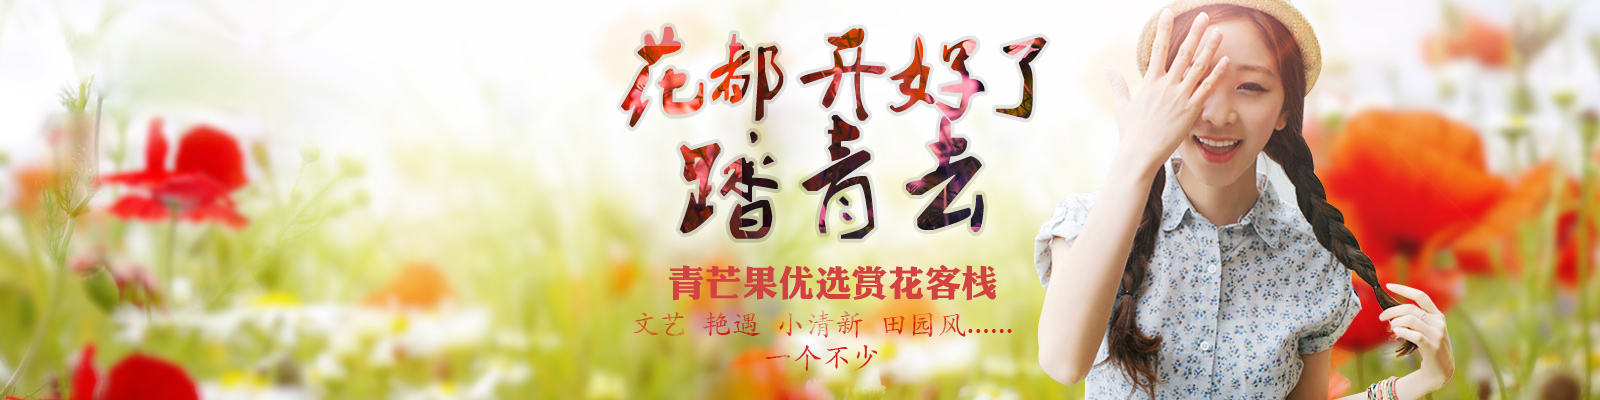 花都开好了
踏青去
青芒果优选赏花客栈
文艺 艳遇 小清新 田园风......
一个不少